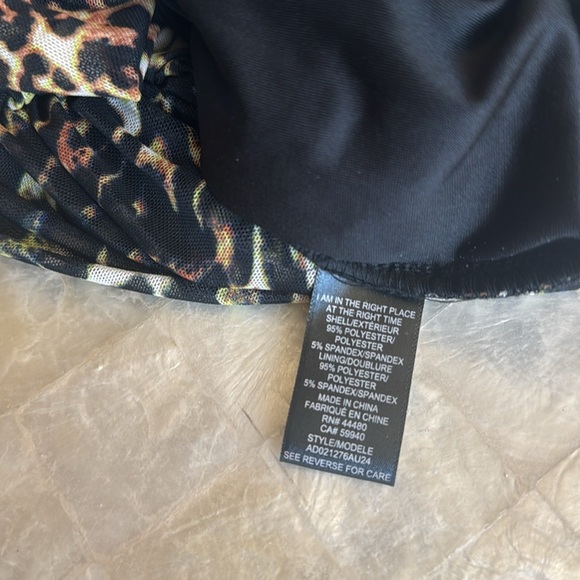 I AM IN THE RIGHT PLACE
AT THE RIGHT TIME
SHELL/EXTÉRIEUR
95% POLYESTER/
POLYESTER
5% SPANDEX/SPANDEX
LINING/DOUBLURE
95% POLYESTER/
POLYESTER
5% SPANDEX/SPANDEX
MADE IN CHINA
FABRIQUÉ EN CHINE
RN# 44480
CA# 59940
STYLE/MODELE
AD021276AU24
SEE REVERSE FOR CARE